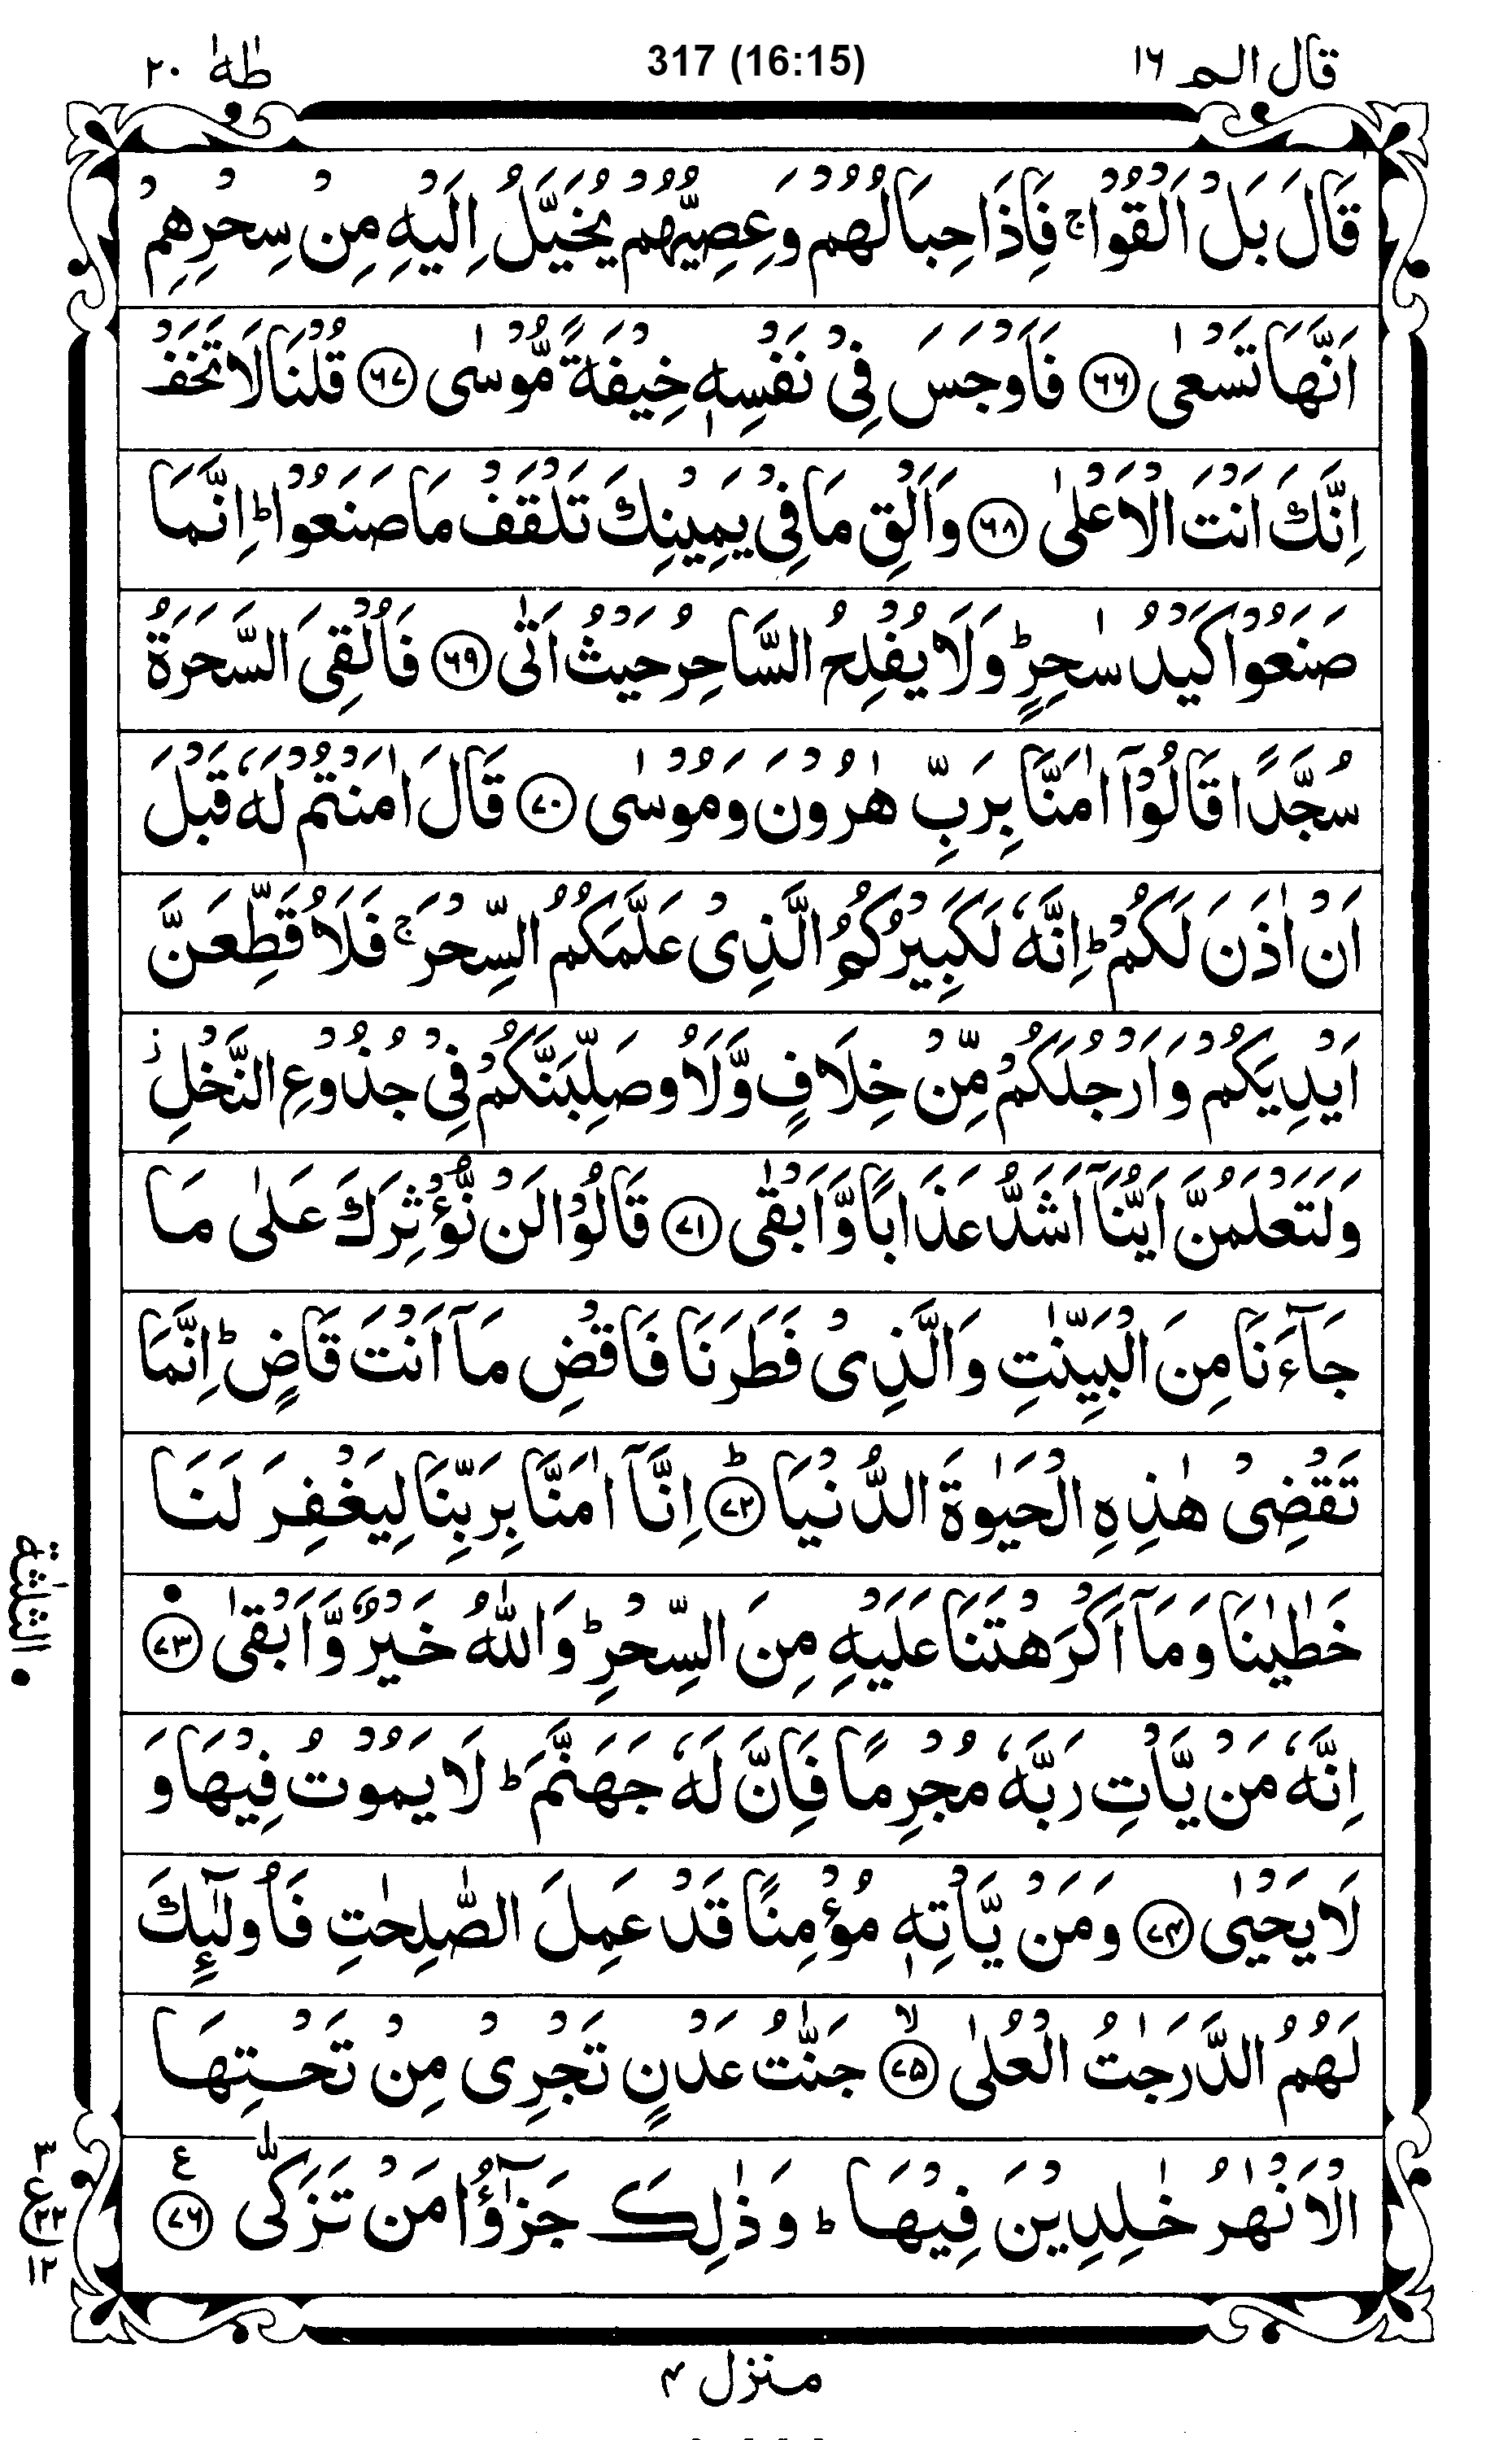 قال الم ١٦
317 (16:15)
طٰهٰ ٢٠
قَالَ بَلْ اَلْقُوْا ۚ فَاِذَا حِبَالُهُمْ وَعِصِيُّهُمْ يُخَيَّلُ اِلَيْهِ مِنْ سِحْرِهِمْ
اَنَّهَا تَسْعٰى ﴿٦٦﴾ فَاَوْجَسَ فِيْ نَفْسِهٖ خِيْفَةً مُّوْسٰى ﴿٦٧﴾ قُلْنَا لَا تَخَفْ
اِنَّكَ اَنْتَ الْاَعْلٰى ﴿٦٨﴾ وَاَلْقِ مَا فِيْ يَمِيْنِكَ تَلْقَفْ مَا صَنَعُوْا ؕ اِنَّمَا
صَنَعُوْا كَيْدُ سٰحِرٍ ؕ وَلَا يُفْلِحُ السَّاحِرُ حَيْثُ اَتٰى ﴿٦٩﴾ فَاُلْقِيَ السَّحَرَةُ
سُجَّدًا قَالُوْٓا اٰمَنَّا بِرَبِّ هٰرُوْنَ وَمُوْسٰى ﴿٧٠﴾ قَالَ اٰمَنْتُمْ لَهٗ قَبْلَ
اَنْ اٰذَنَ لَكُمْ ؕ اِنَّهٗ لَكَبِيْرُكُمُ الَّذِيْ عَلَّمَكُمُ السِّحْرَ ۚ فَلَاُقَطِّعَنَّ
اَيْدِيَكُمْ وَاَرْجُلَكُمْ مِّنْ خِلَافٍ وَّلَاُوصَلِّبَنَّكُمْ فِيْ جُذُوْعِ النَّخْلِ ؗ
وَلَتَعْلَمُنَّ اَيُّنَآ اَشَدُّ عَذَابًا وَّاَبْقٰى ﴿٧١﴾ قَالُوْا لَنْ نُّؤْثِرَكَ عَلٰى مَا
جَآءَنَا مِنَ الْبَيِّنٰتِ وَالَّذِيْ فَطَرَنَا فَاقْضِ مَآ اَنْتَ قَاضٍ ؕ اِنَّمَا
تَقْضِيْ هٰذِهِ الْحَيٰوةَ الدُّنْيَا ﴿٧٢﴾ؕ اِنَّآ اٰمَنَّا بِرَبِّنَا لِيَغْفِرَ لَنَا
خَطٰيٰنَا وَمَآ اَكْرَهْتَنَا عَلَيْهِ مِنَ السِّحْرِ ؕ وَاللّٰهُ خَيْرٌ وَّاَبْقٰى ﴿٧٣﴾
اِنَّهٗ مَنْ يَّاْتِ رَبَّهٗ مُجْرِمًا فَاِنَّ لَهٗ جَهَنَّمَ ؕ لَا يَمُوْتُ فِيْهَا وَ
لَا يَحْيٰى ﴿٧٤﴾ وَمَنْ يَّاْتِهٖ مُؤْمِنًا قَدْ عَمِلَ الصّٰلِحٰتِ فَاُولٰٓئِكَ
لَهُمُ الدَّرَجٰتُ الْعُلٰى ﴿٧٥﴾ۙ جَنّٰتُ عَدْنٍ تَجْرِيْ مِنْ تَحْتِهَا
الْاَنْهٰرُ خٰلِدِيْنَ فِيْهَا ؕ وَذٰلِكَ جَزٰٓؤُا مَنْ تَزَكّٰى ﴿٧٦﴾ ع
الثلٰثة
٣
ع
٢٢
١٢
منزل ٤